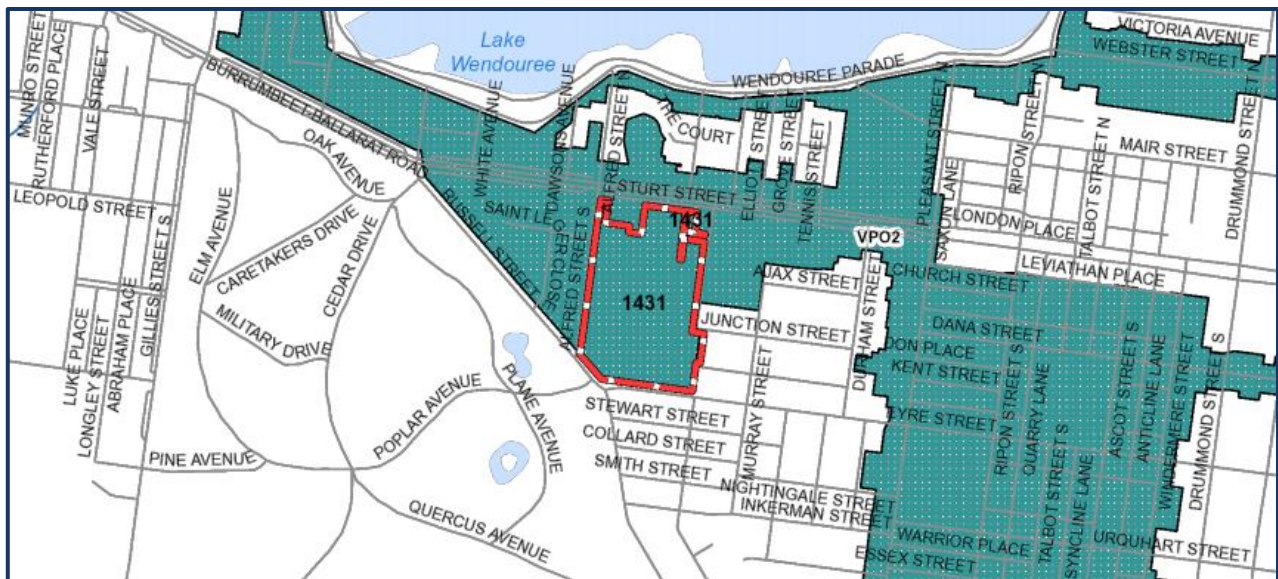 VICTORIA AVENUE
WEBSTER STREET
Lake
Wendouree
WENDOUREE PARADE
MUNRO STREET
RUTHERFORD PLACE
VALE STREET
BURRUMBEET-BALLARAT ROAD
OAK AVENUE
LEOPOLD STREET
ELM AVENUE
CARETAKERS DRIVE
CEDAR DRIVE
MILITARY DRIVE
GILLIES STREET S
LUKE PLACE
LONGLEY STREET
ABRAHAM PLACE
PINE AVENUE
POPLAR AVENUE
PLANE AVENUE
QUERCUS AVENUE
RUSSELL STREET
WHITE AVENUE
SAINT LEGER CLOSE
DAWSONS AVENUE
ALFRED STREET N
ALFRED STREET S
THE COURT
STURT STREET
1431
1431
ELLIOT STREET
GROVE STREET
TENNIS STREET
PLEASANT STREET N
SAXON LANE
RIPON STREET N
TALBOT STREET N
MAIR STREET
DRUMMOND STREET N
LONDON PLACE
LEVIATHAN PLACE
VPO2
AJAX STREET
CHURCH STREET
JUNCTION STREET
DANA STREET
DON PLACE
KENT STREET
EYRE STREET
STEWART STREET
COLLARD STREET
SMITH STREET
MURRAY STREET
NIGHTINGALE STREET
INKERMAN STREET
WARRIOR PLACE
ESSEX STREET
RIPON STREET S
QUARRY LANE
TALBOT STREET S
SYNCLINE LANE
ASCOT STREET S
ANTICLINE LANE
WINDERMERE STREET
DRUMMOND STREET S
URQUHART STREET